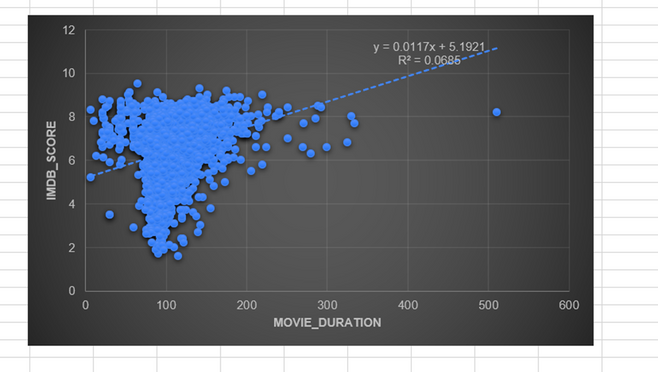 12
y = 0.0117x + 5.1921
R² = 0.0685
10
8
6
4
2
0
IMDB_SCORE
0 100 200 300 400 500 600
MOVIE_DURATION